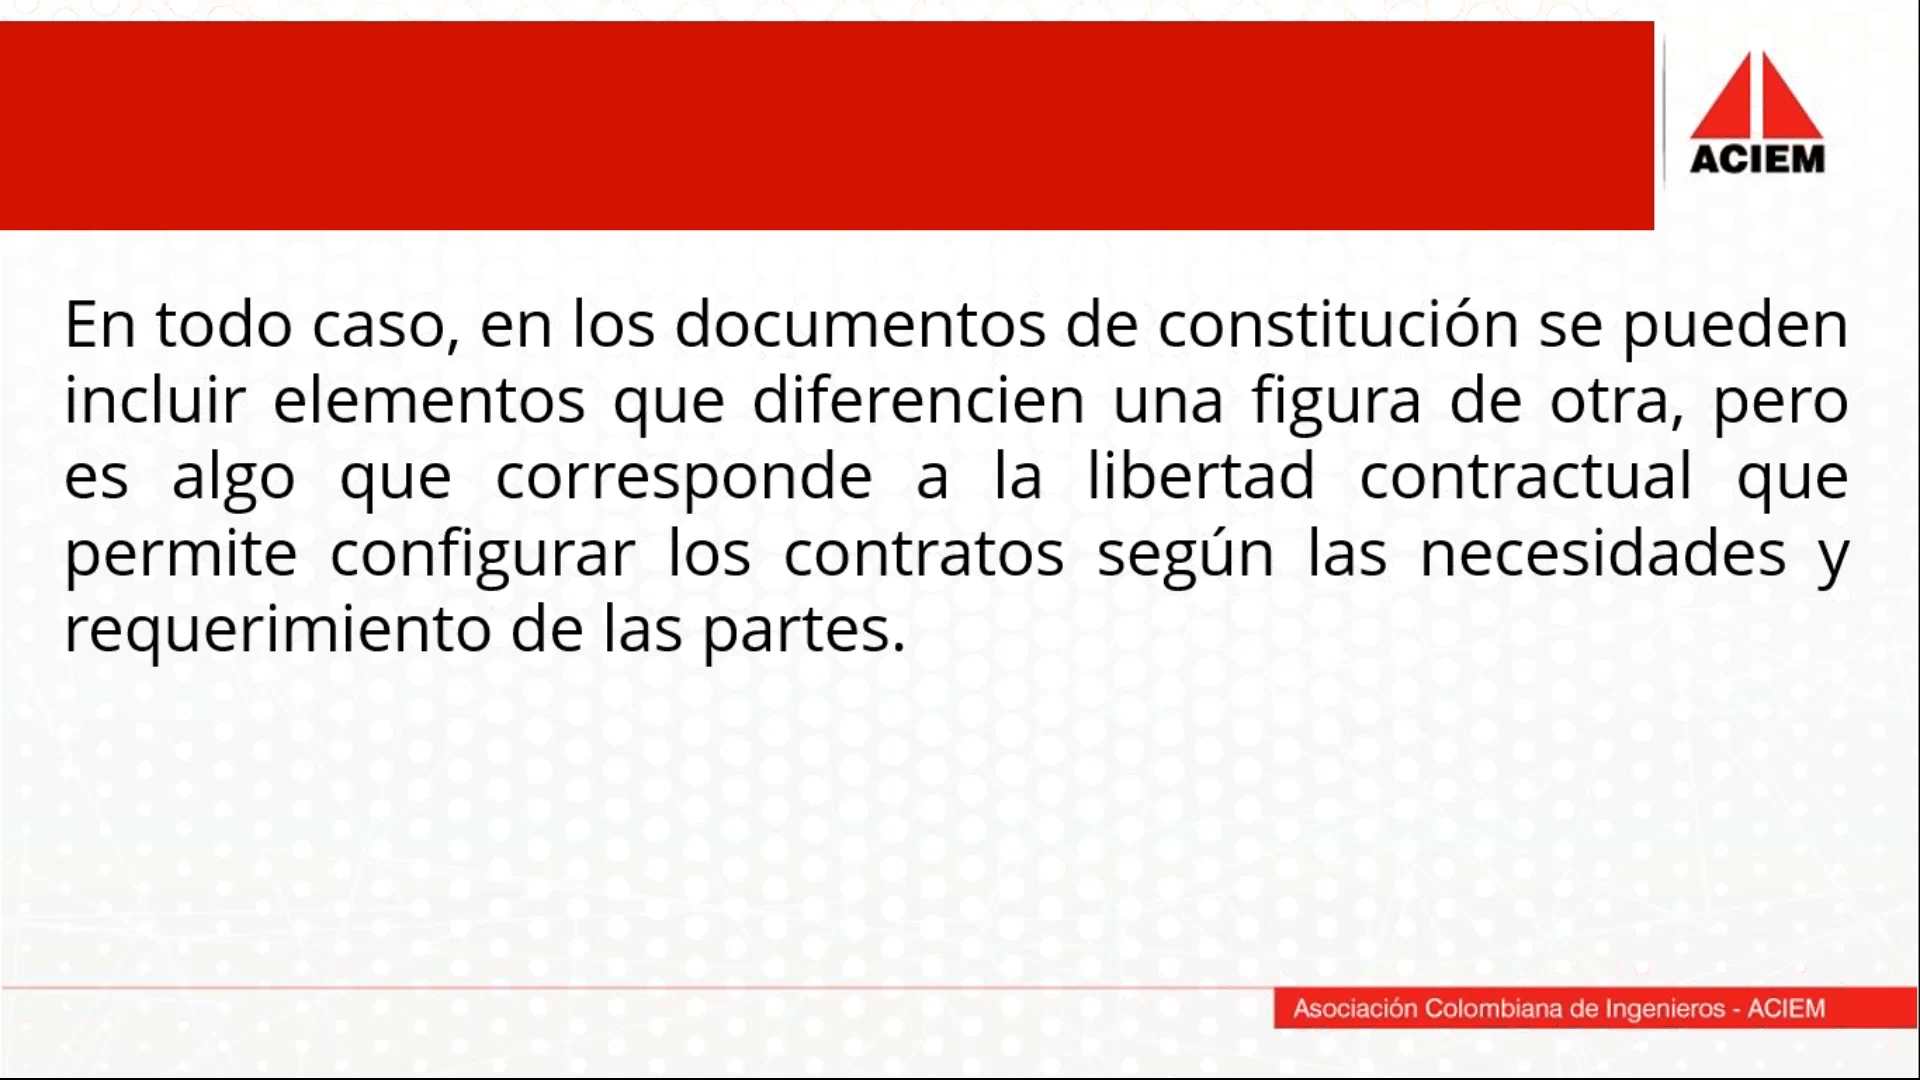 ACIEM
En todo caso, en los documentos de constitución se pueden
incluir elementos que diferencien una figura de otra, pero
es algo que corresponde a la libertad contractual que
permite configurar los contratos según las necesidades y
requerimiento de las partes.
Asociación Colombiana de Ingenieros - ACIEM